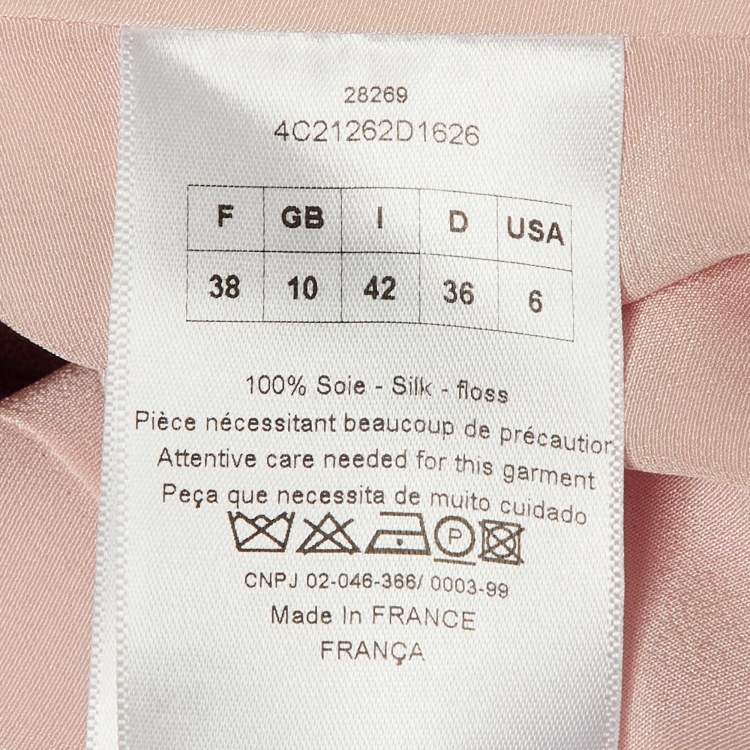 28269
4C21262D1626
F GB I D USA
38 10 42 36 6
100% Soie - Silk - floss
Pièce nécessitant beaucoup de précaution
Attentive care needed for this garment
Peça que necessita de muito cuidado
P
CNPJ 02-046-366/ 0003-99
Made In FRANCE
FRANÇA